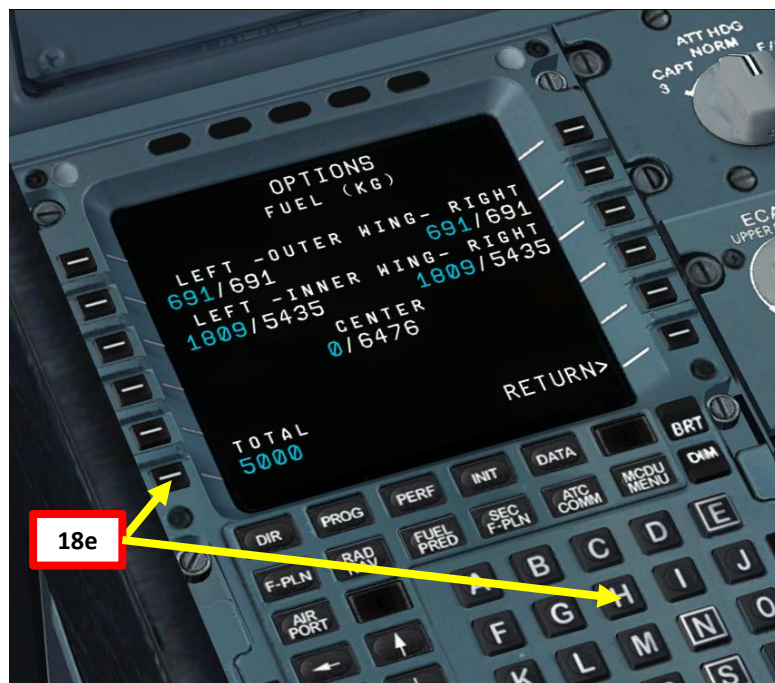 ATT HDG
NORM
CAPT
F/
3
ECA
UPPER
OPTIONS
FUEL (KG)
LEFT -OUTER WING- RIGHT
691/691 691/691
LEFT -INNER WING- RIGHT
1809/5435 1809/5435
CENTER
0/6476
RETURN>
TOTAL
5000
BRT
DIM
DIR PROG PERF INIT DATA
F-PLN RAD NAV FUEL PRED SEC F-PLN ATC COMM MCDU MENU
AIR PORT
A B C D E
F G H I J
K L M N O
S
18e